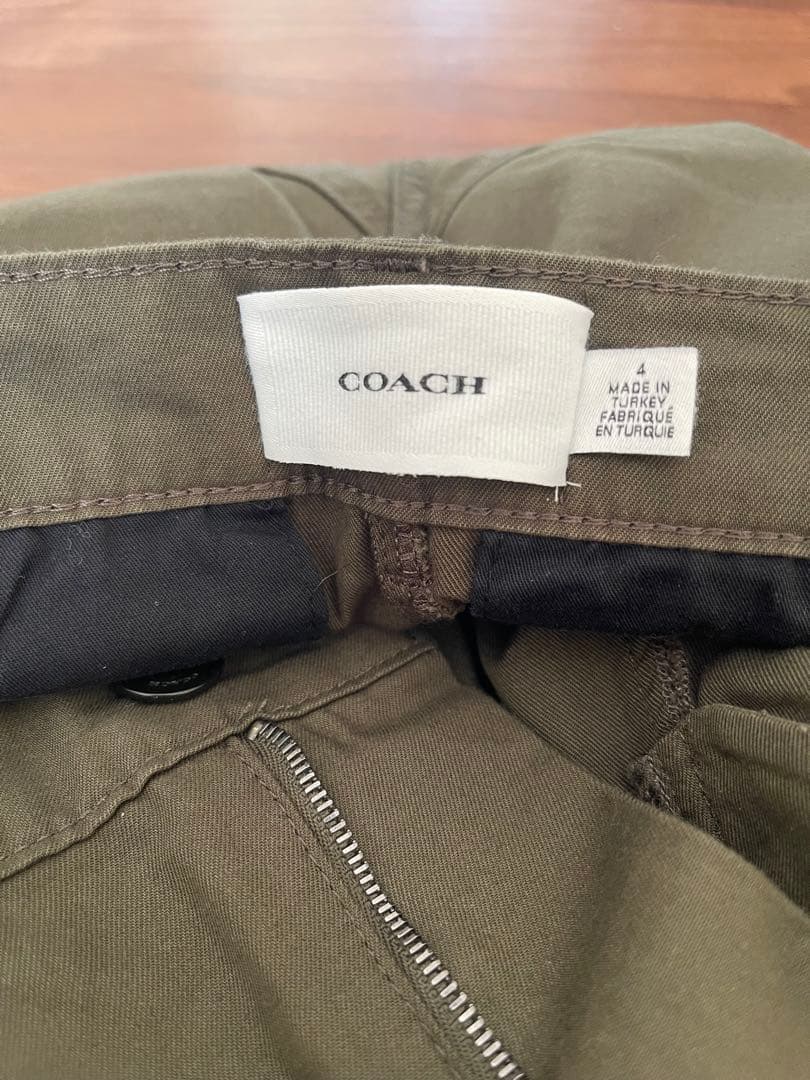 COACH
4
MADE IN
TURKEY
FABRIQUÉ
EN TURQUIE